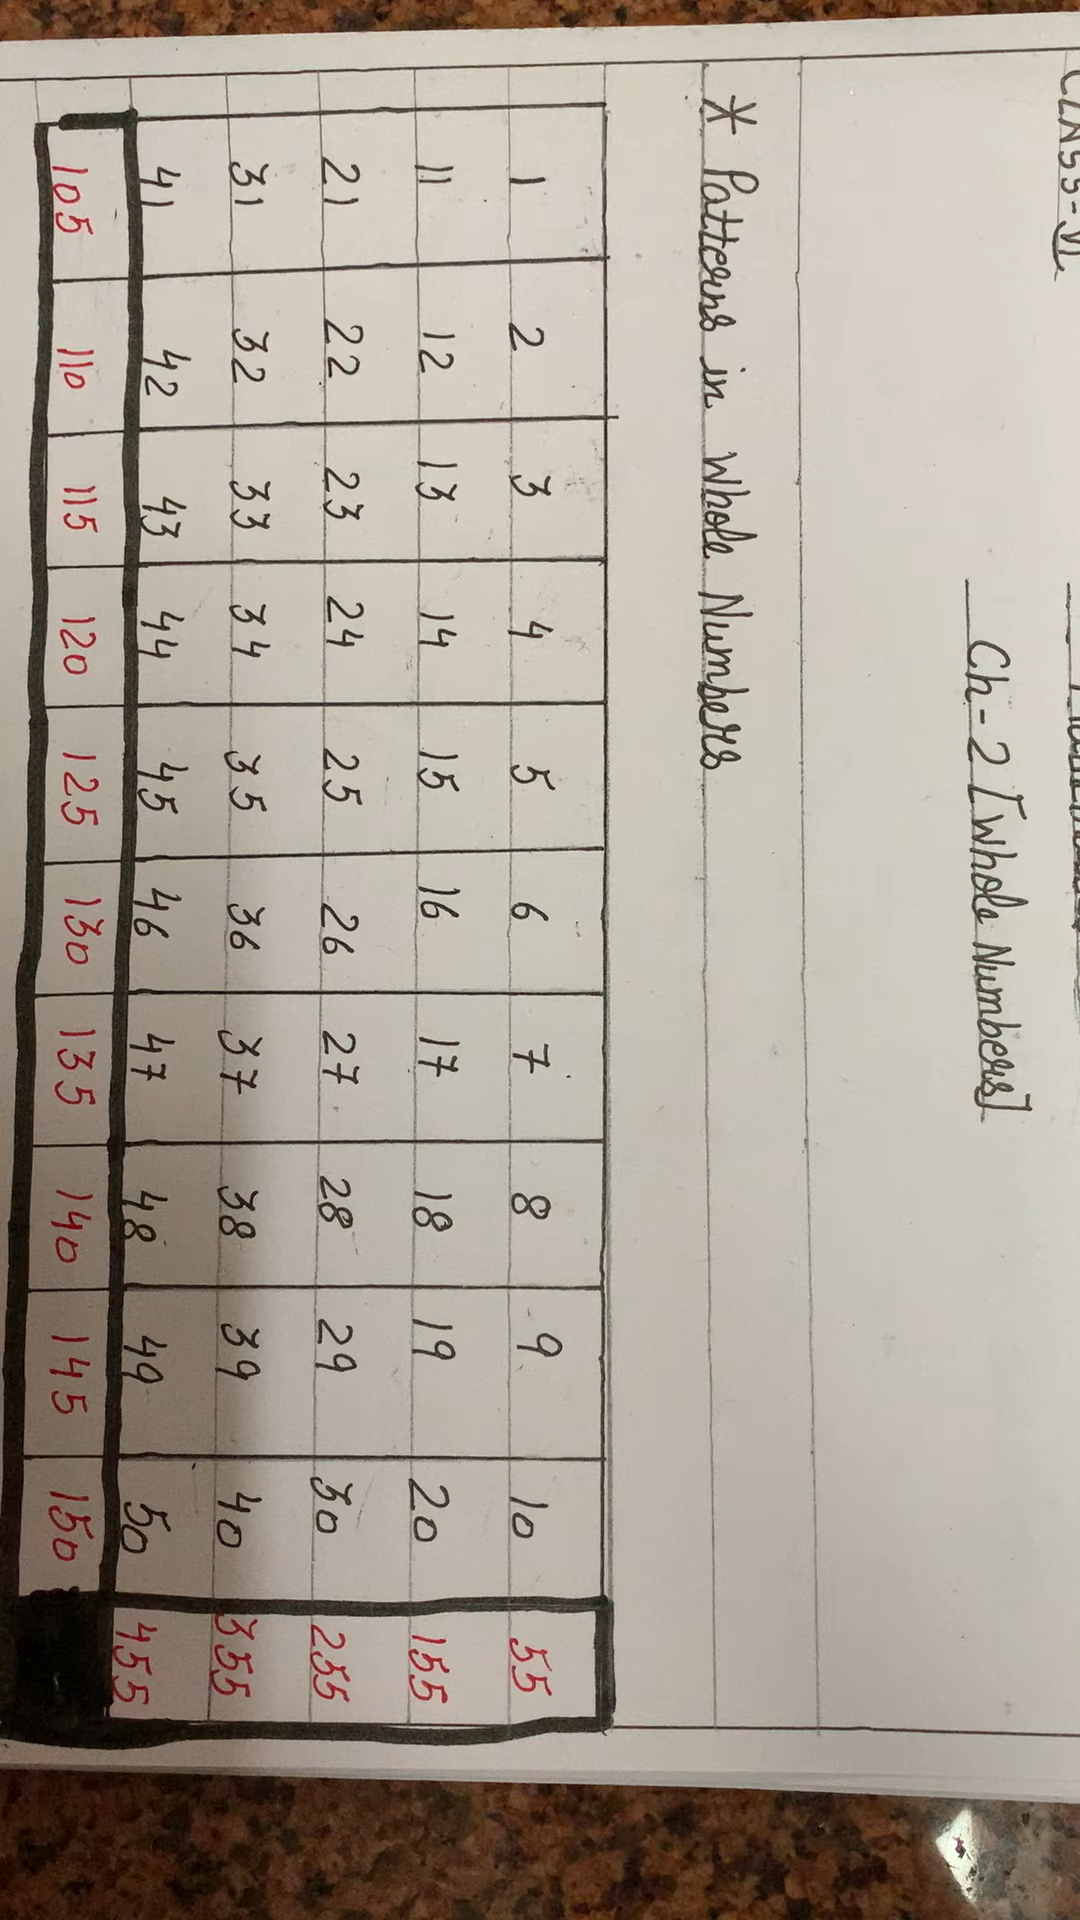 CLASS-VI
Ch-2 [Whole Numbers]
* Patterns in Whole Numbers
1 2 3 4 5 6 7 8 9 10 55
11 12 13 14 15 16 17 18 19 20 155
21 22 23 24 25 26 27 28 29 30 255
31 32 33 34 35 36 37 38 39 40 355
41 42 43 44 45 46 47 48 49 50 455
105 110 115 120 125 130 135 140 145 150